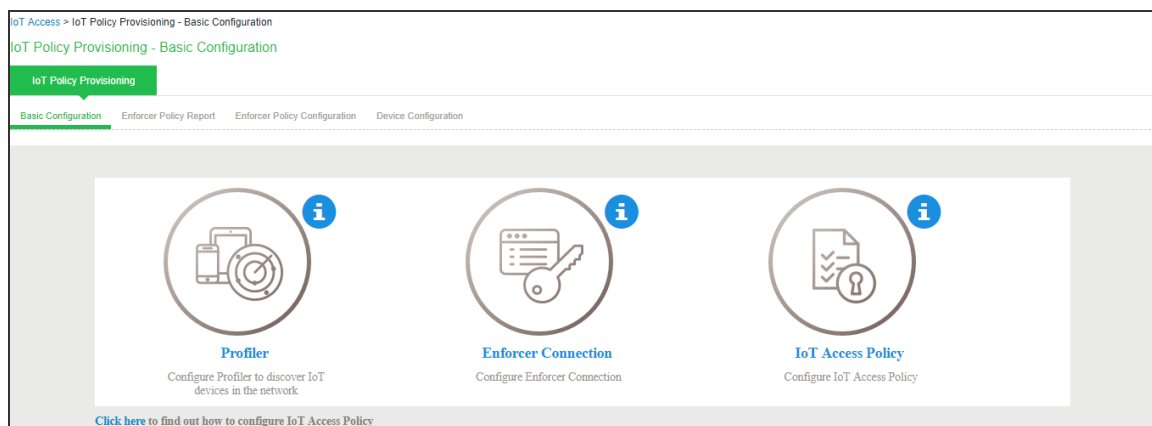 IoT Access > IoT Policy Provisioning - Basic Configuration
IoT Policy Provisioning - Basic Configuration
IoT Policy Provisioning
Basic Configuration Enforcer Policy Report Enforcer Policy Configuration Device Configuration
i i i
Profiler Enforcer Connection IoT Access Policy
Configure Profiler to discover IoT Configure Enforcer Connection Configure IoT Access Policy
devices in the network
Click here to find out how to configure IoT Access Policy